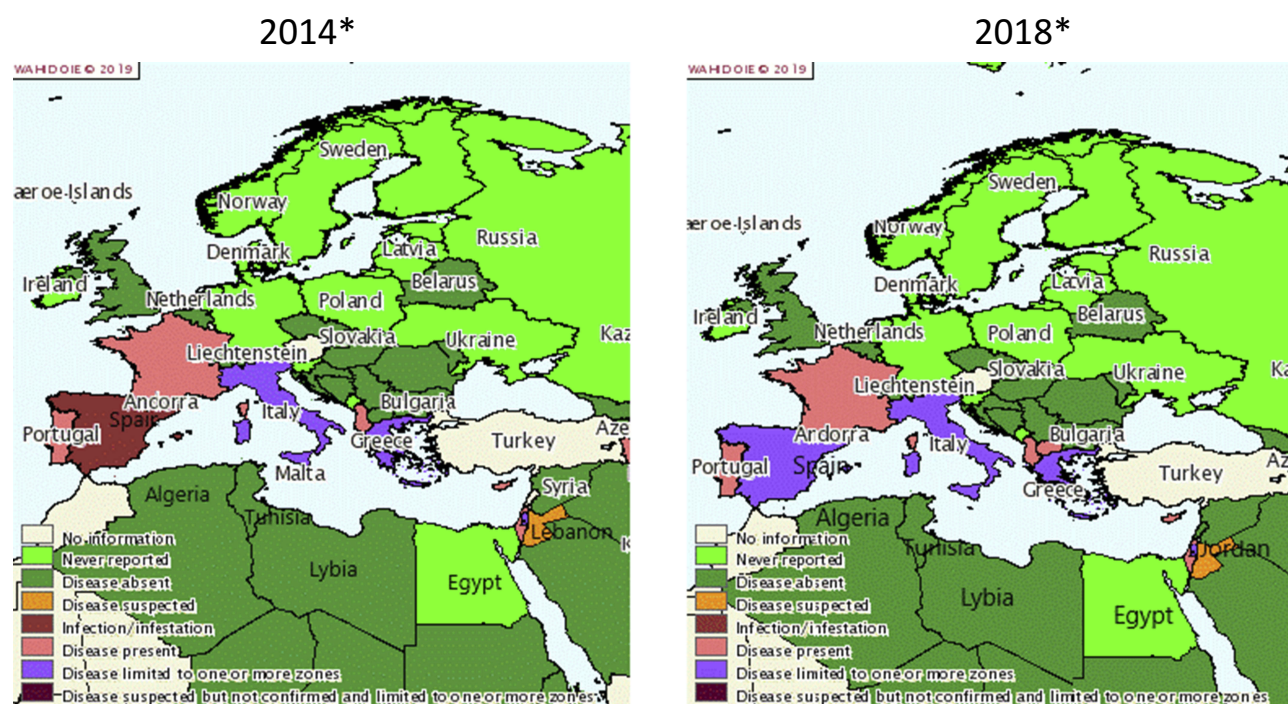 2014*
WAHIDOIE © 2019
Sweden
aeroe-Islands
Norway
Russia
Denmark
Latvia
Ireland
Belarus
Netherlands
Poland
Slovakia
Ukraine
Kaz
Liechtenstein
Ancorra
Bulgaria
Italy
Spain
Portugal
Greece
Turkey
Aze
Malta
Syria
Algeria
Tunisia
Lebanon
K
Lybia
Egypt
No information
Never reported
Disease absent
Disease suspected
Infection/infestation
Disease present
Disease limited to one or more zones
Disease suspected but not confirmed and limited to one or more zones
2018*
WAHIDOIE © 2019
Sweden
aeroe-Islands
Norway
Russia
Denmark
Latvia
Ireland
Belarus
Netherlands
Poland
Slovakia
Ukraine
Ka
Liechtenstein
Andorra
Bulgaria
Italy
Portugal
Spain
Greece
Turkey
Az
Algeria
Tunisia
Jordan
Lybia
Egypt
No information
Never reported
Disease absent
Disease suspected
Infection/infestation
Disease present
Disease limited to one or more zones
Disease suspected but not confirmed and limited to one or more zones